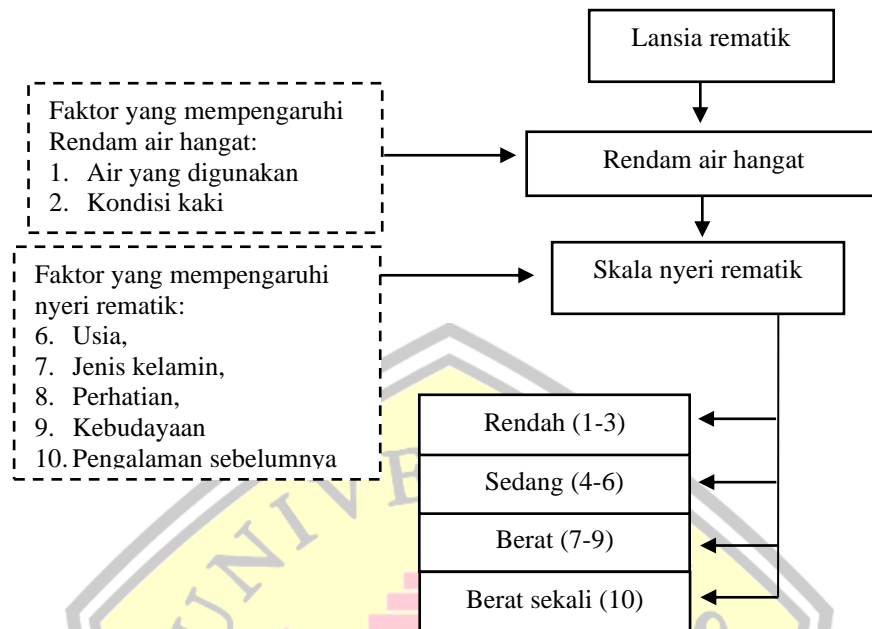 Lansia rematik
Faktor yang mempengaruhi
Rendam air hangat:
1. Air yang digunakan
2. Kondisi kaki
Rendam air hangat
Faktor yang mempengaruhi
nyeri rematik:
6. Usia,
7. Jenis kelamin,
8. Perhatian,
9. Kebudayaan
10. Pengalaman sebelumnya
Skala nyeri rematik
Rendah (1-3)
Sedang (4-6)
Berat (7-9)
Berat sekali (10)